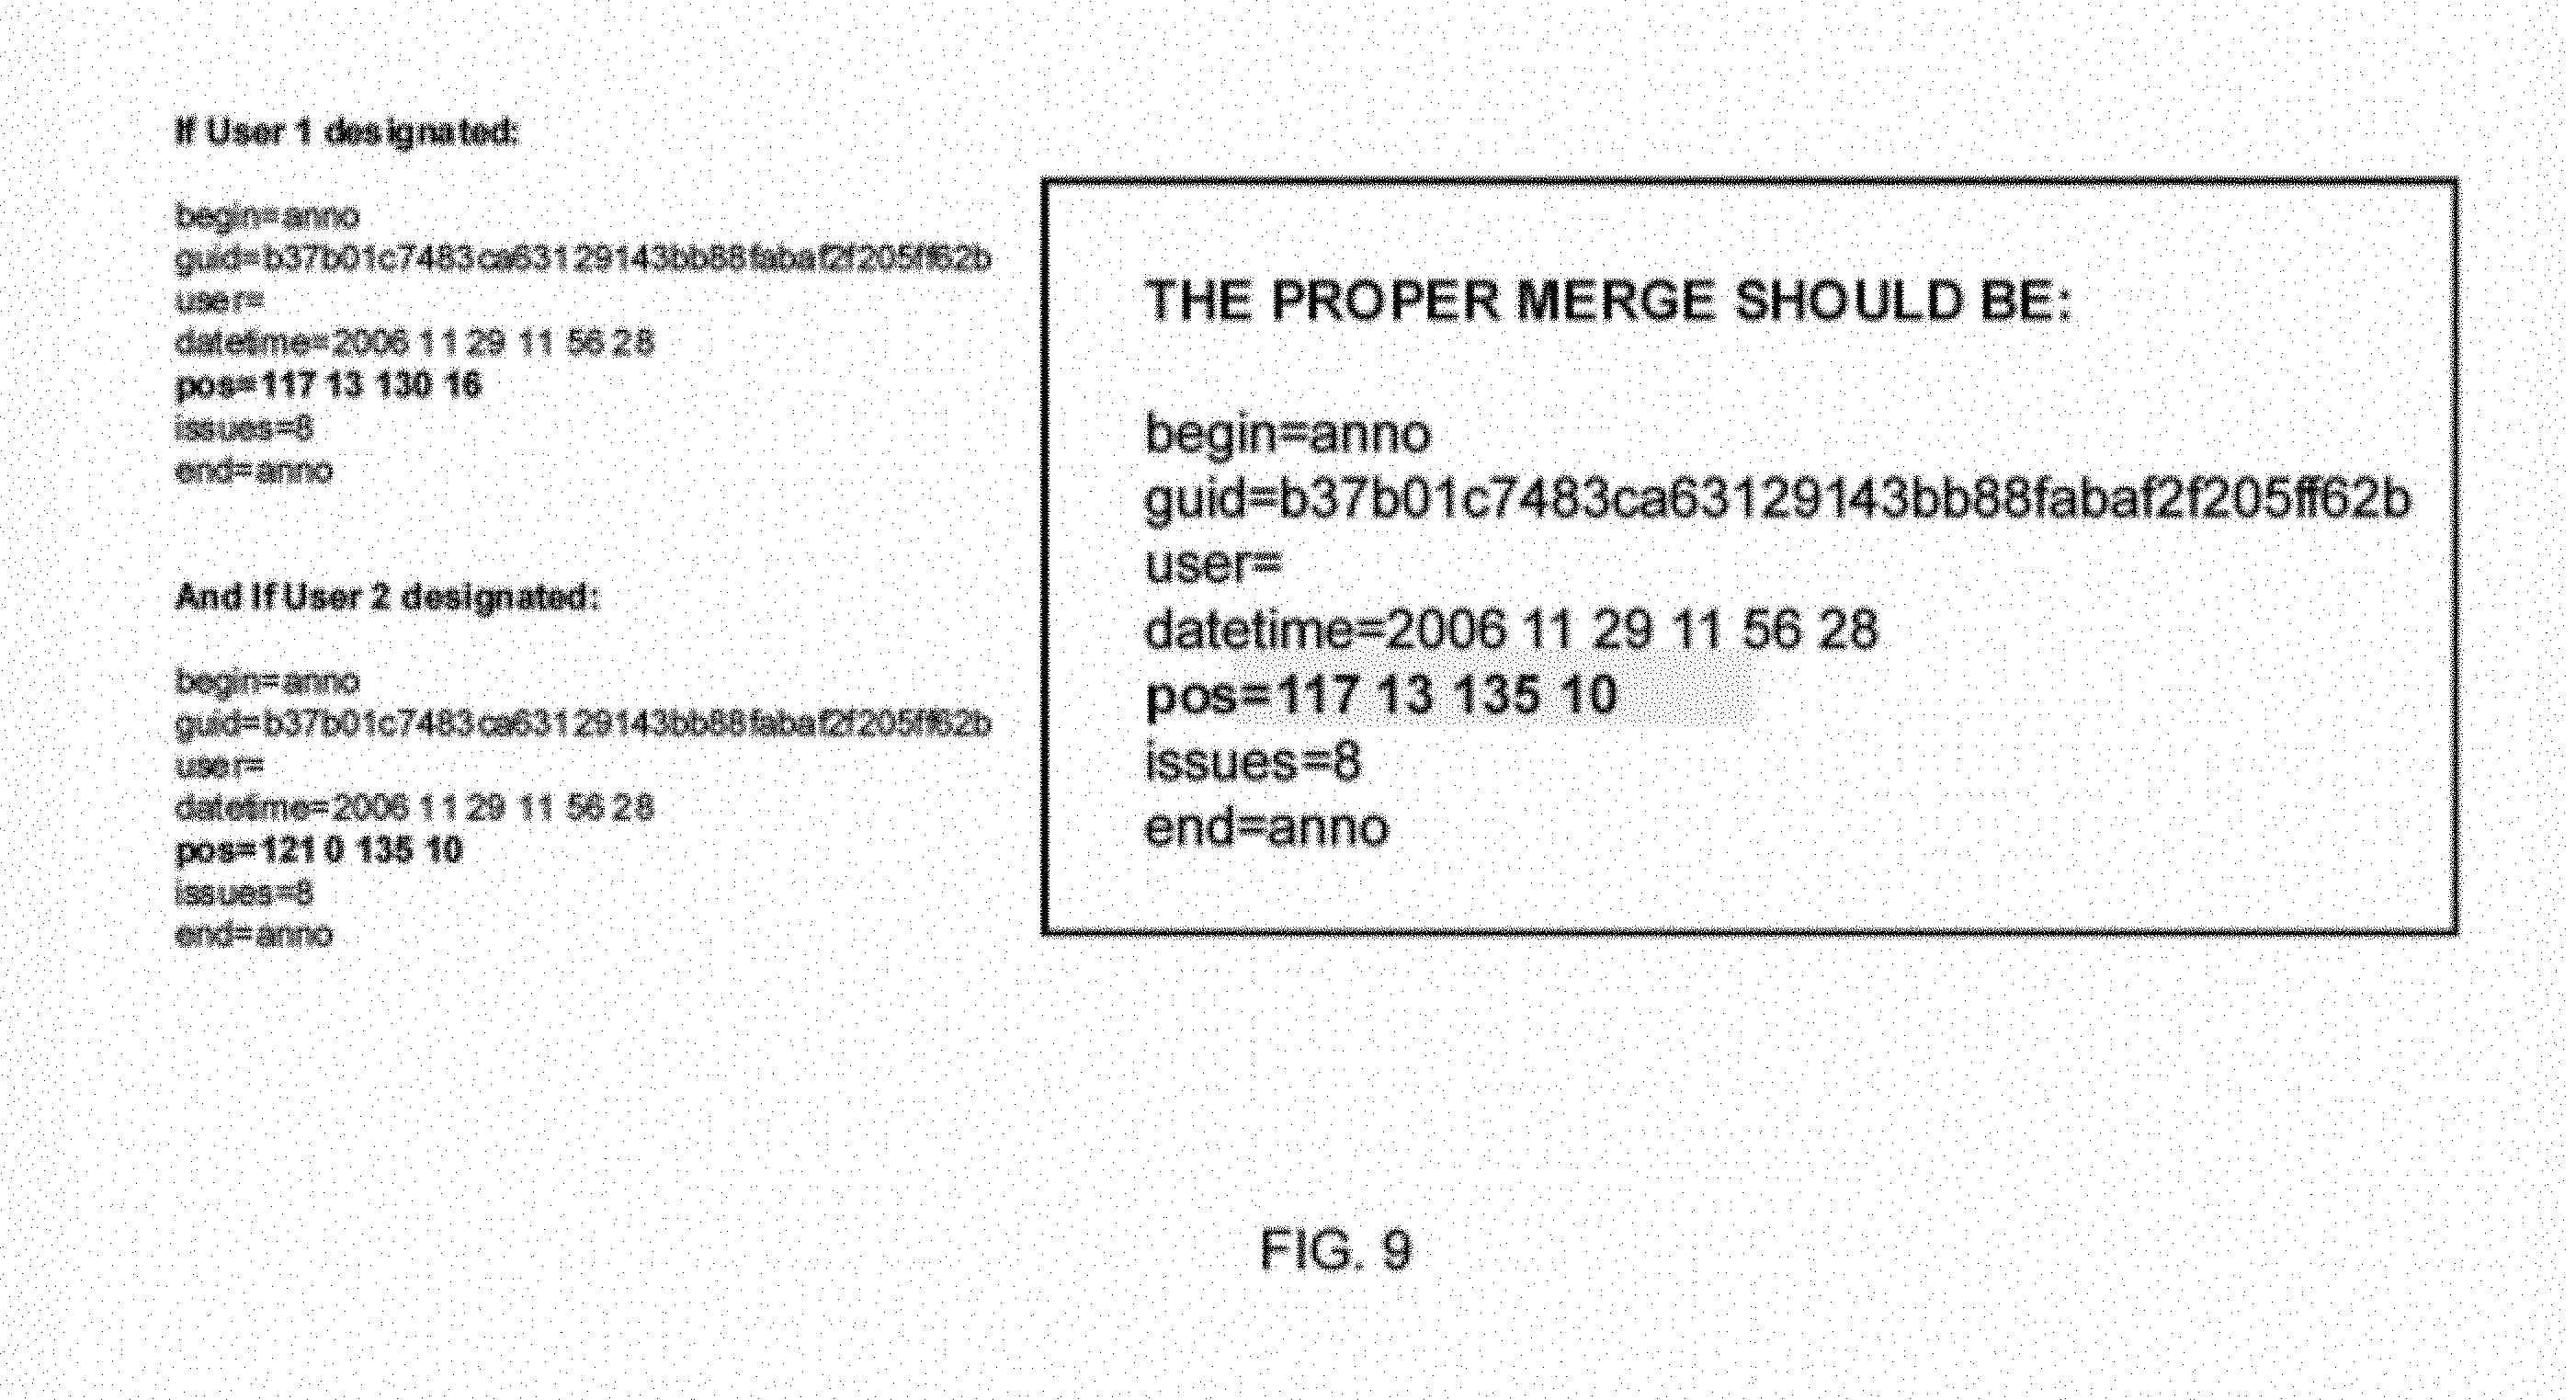 If User 1 designated:
begin=anno
guid=b37b01c7483ca63129143bb88fabaf2f205ff62b
user=
datetime=2006 11 29 11 56 28
pos=117 13 130 16
issues=8
end=anno
And If User 2 designated:
begin=anno
guid=b37b01c7483ca63129143bb88fabaf2f205ff62b
user=
datetime=2006 11 29 11 56 28
pos=121 0 135 10
issues=8
end=anno
THE PROPER MERGE SHOULD BE:
begin=anno
guid=b37b01c7483ca63129143bb88fabaf2f205ff62b
user=
datetime=2006 11 29 11 56 28
pos=117 13 135 10
issues=8
end=anno
FIG. 9